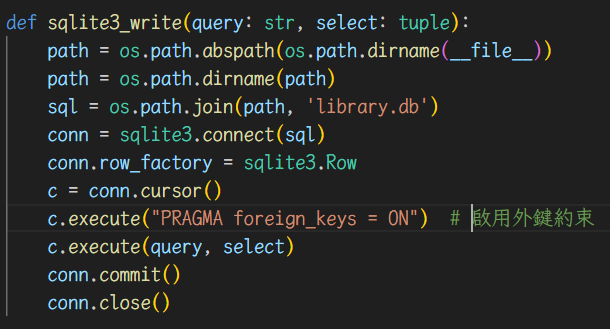 def sqlite3_write(query: str, select: tuple):
    path = os.path.abspath(os.path.dirname(__file__))
    path = os.path.dirname(path)
    sql = os.path.join(path, 'library.db')
    conn = sqlite3.connect(sql)
    conn.row_factory = sqlite3.Row
    c = conn.cursor()
    c.execute("PRAGMA foreign_keys = ON")  # 啟用外鍵約束
    c.execute(query, select)
    conn.commit()
    conn.close()